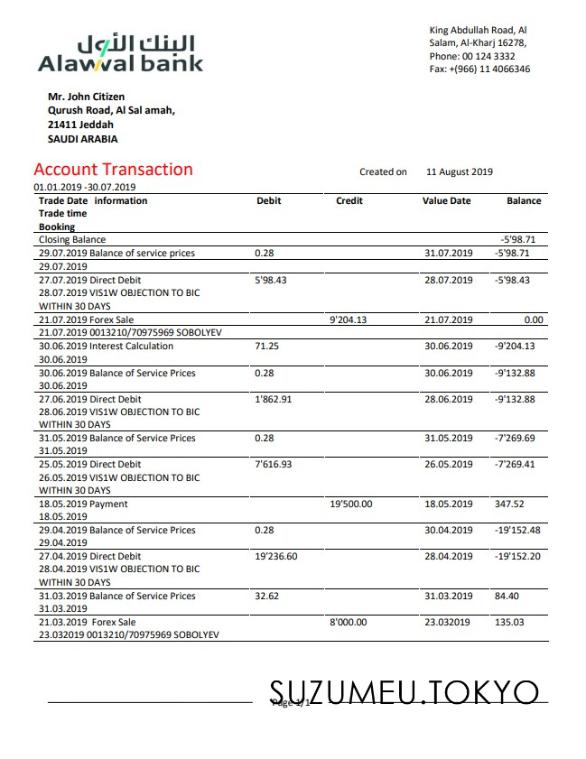 البنك الأول
Alawwal bank
King Abdullah Road, Al
Salam, Al-Kharj 16278,
Phone: 00 124 3332
Fax: +(966) 11 4066346
Mr. John Citizen
Qurush Road, Al Sal amah,
21411 Jeddah
SAUDI ARABIA
Account Transaction Created on 11 August 2019
01.01.2019 -30.07.2019
Trade Date information Debit Credit Value Date Balance
Trade time
Booking
Closing Balance -5'98.71
29.07.2019 Balance of service prices 0.28 31.07.2019 -5'98.71
29.07.2019
27.07.2019 Direct Debit 5'98.43 28.07.2019 -5'98.43
28.07.2019 VIS1W OBJECTION TO BIC
WITHIN 30 DAYS
21.07.2019 Forex Sale 9'204.13 21.07.2019 0.00
21.07.2019 0013210/70975969 SOBOLYEV
30.06.2019 Interest Calculation 71.25 30.06.2019 -9'204.13
30.06.2019
30.06.2019 Balance of Service Prices 0.28 30.06.2019 -9'132.88
30.06.2019
27.06.2019 Direct Debit 1'862.91 28.06.2019 -9'132.88
28.06.2019 VIS1W OBJECTION TO BIC
WITHIN 30 DAYS
31.05.2019 Balance of Service Prices 0.28 31.05.2019 -7'269.69
31.05.2019
25.05.2019 Direct Debit 7'616.93 26.05.2019 -7'269.41
26.05.2019 VIS1W OBJECTION TO BIC
WITHIN 30 DAYS
18.05.2019 Payment 19'500.00 18.05.2019 347.52
18.05.2019
29.04.2019 Balance of Service Prices 0.28 30.04.2019 -19'152.48
29.04.2019
27.04.2019 Direct Debit 19'236.60 28.04.2019 -19'152.20
28.04.2019 VIS1W OBJECTION TO BIC
WITHIN 30 DAYS
31.03.2019 Balance of Service Prices 32.62 31.03.2019 84.40
31.03.2019
21.03.2019 Forex Sale 8'000.00 23.032019 135.03
23.032019 0013210/70975969 SOBOLYEV
SUZUMEU.TOKYO
Page 1/1